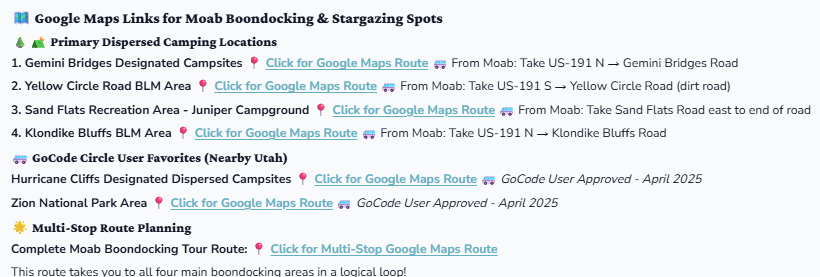 Google Maps Links for Moab Boondocking & Stargazing Spots
Primary Dispersed Camping Locations
1. Gemini Bridges Designated Campsites 📍 Click for Google Maps Route 🚐 From Moab: Take US-191 N → Gemini Bridges Road
2. Yellow Circle Road BLM Area 📍 Click for Google Maps Route 🚐 From Moab: Take US-191 S → Yellow Circle Road (dirt road)
3. Sand Flats Recreation Area - Juniper Campground 📍 Click for Google Maps Route 🚐 From Moab: Take Sand Flats Road east to end of road
4. Klondike Bluffs BLM Area 📍 Click for Google Maps Route 🚐 From Moab: Take US-191 N → Klondike Bluffs Road
GoCode Circle User Favorites (Nearby Utah)
Hurricane Cliffs Designated Dispersed Campsites 📍 Click for Google Maps Route 🚐 GoCode User Approved - April 2025
Zion National Park Area 📍 Click for Google Maps Route 🚐 GoCode User Approved - April 2025
Multi-Stop Route Planning
Complete Moab Boondocking Tour Route: 📍 Click for Multi-Stop Google Maps Route
This route takes you to all four main boondocking areas in a logical loop!